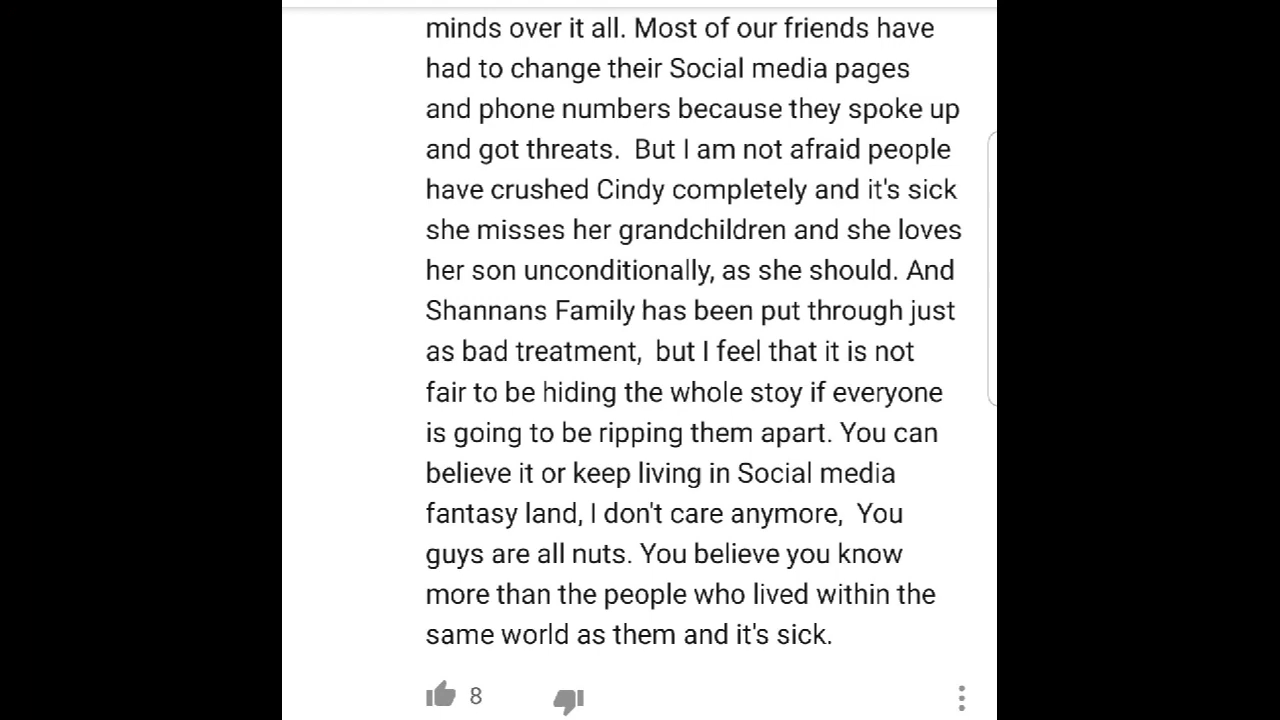 minds over it all. Most of our friends have
had to change their Social media pages
and phone numbers because they spoke up
and got threats.  But I am not afraid people
have crushed Cindy completely and it's sick
she misses her grandchildren and she loves
her son unconditionally, as she should. And
Shannans Family has been put through just
as bad treatment,  but I feel that it is not
fair to be hiding the whole stoy if everyone
is going to be ripping them apart. You can
believe it or keep living in Social media
fantasy land, I don't care anymore,  You
guys are all nuts. You believe you know
more than the people who lived within the
same world as them and it's sick.
8